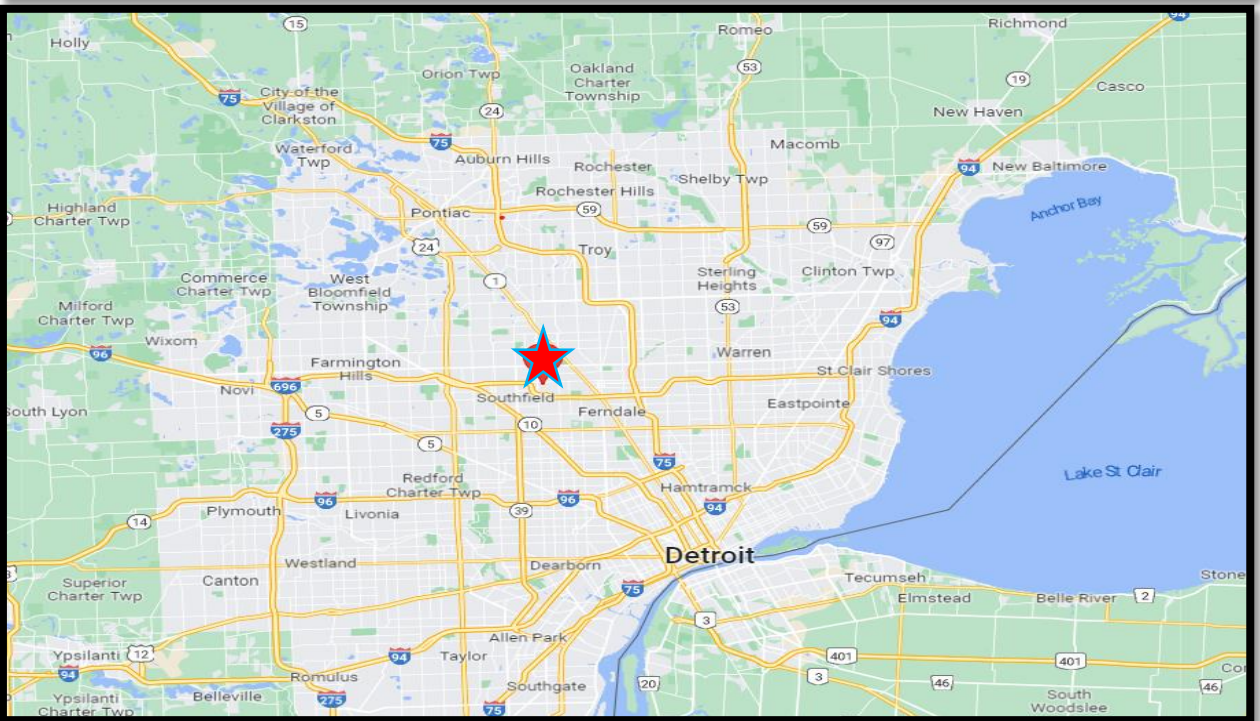 15
Holly
Romeo
Richmond
94
Orion Twp
Oakland
Charter
Township
53
19
Casco
75
City of the
Village of
Clarkston
24
New Haven
75
Waterford
Twp
Auburn Hills
Rochester
Macomb
94
New Baltimore
Rochester Hills
Shelby Twp
Highland
Charter Twp
Pontiac
59
59
Anchor Bay
24
Troy
97
Commerce
Charter Twp
West
Bloomfield
Township
1
Sterling
Heights
Clinton Twp
Milford
Charter Twp
53
94
Wixom
96
Farmington
Hills
Warren
St Clair Shores
Novi
696
6
Southfield
Ferndale
Eastpointe
South Lyon
5
10
275
5
75
Lake St Clair
Redford
Charter Twp
Hamtramck
96
96
94
Plymouth
Livonia
39
14
Detroit
Westland
Dearborn
3
Superior
Charter Twp
Canton
75
Tecumseh
Stone
Elmstead
Belle River
2
3
Allen Park
Ypsilanti
12
94
Taylor
401
401
94
Romulus
3
Ypsilanti
Charter Twp
Belleville
275
Southgate
20
46
46
75
3
South
Woodslee